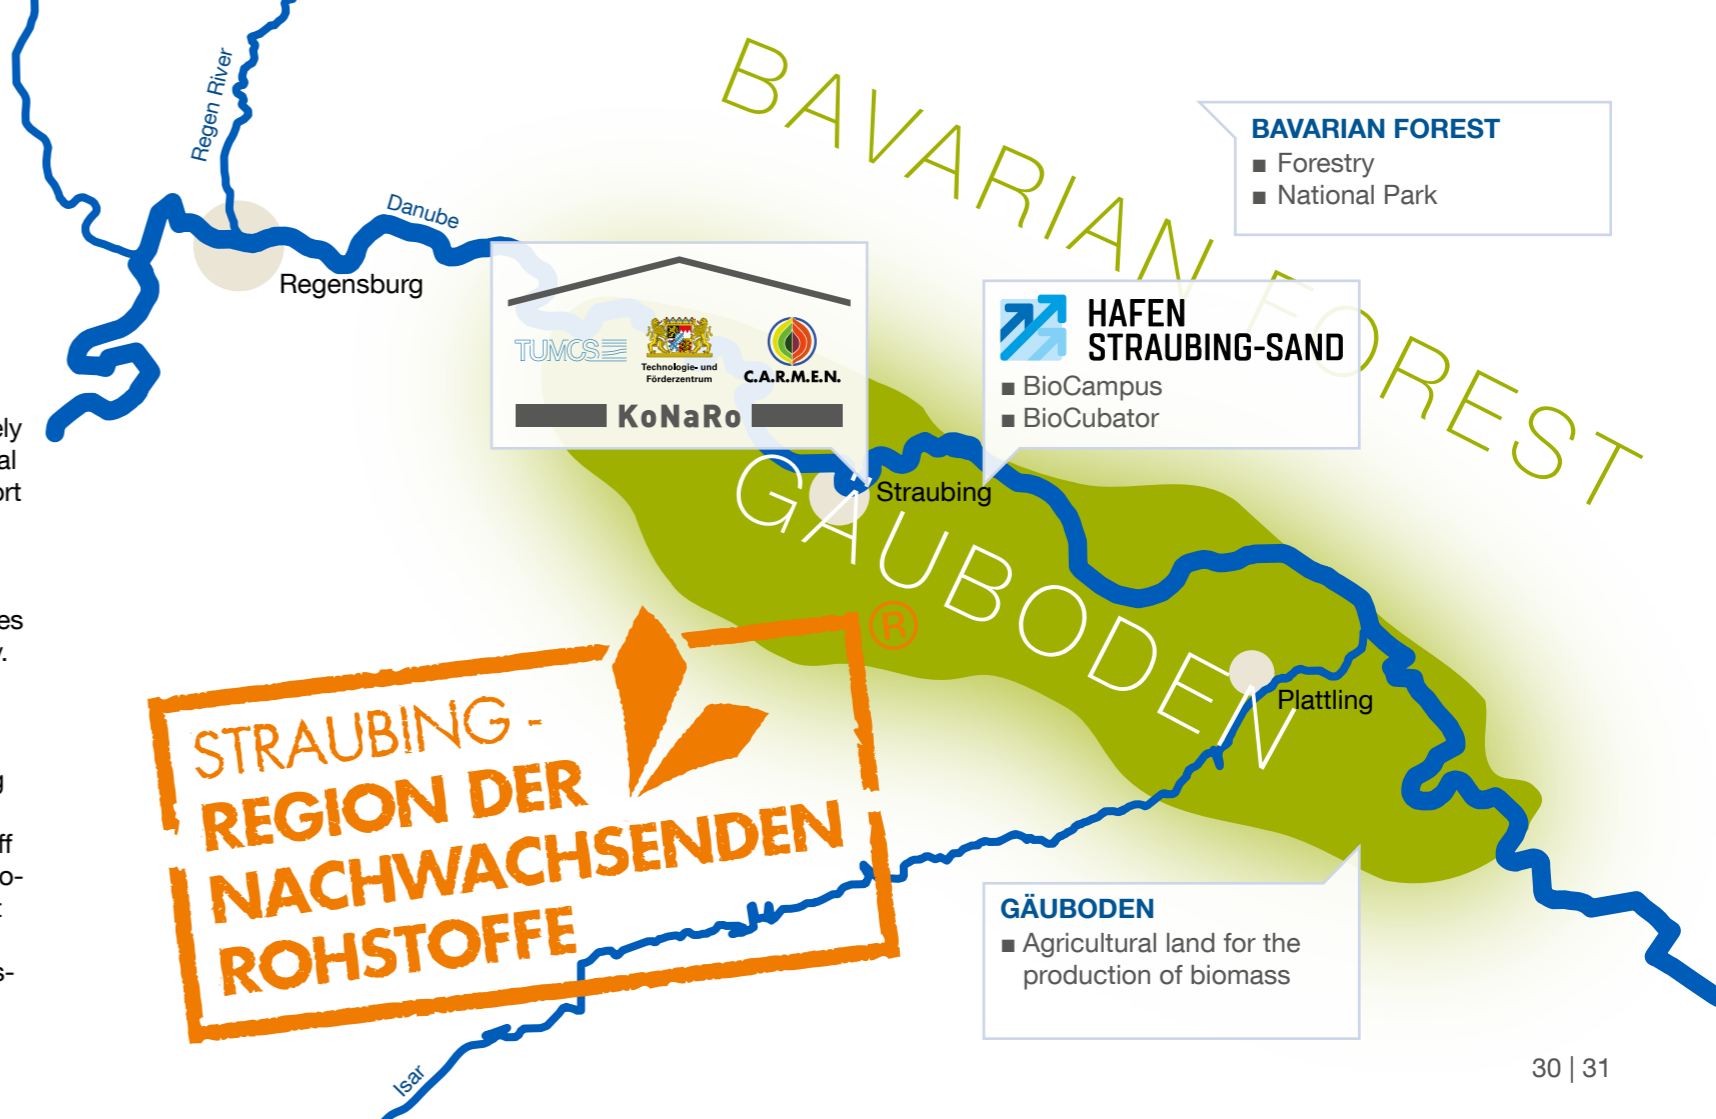 Regen River
Danube
Regensburg
BAVARIAN FOREST
BAVARIAN FOREST
■ Forestry
■ National Park
TUMCS
Technologie- und
Förderzentrum
C.A.R.M.E.N.
KoNaRo
HAFEN
STRAUBING-SAND
■ BioCampus
■ BioCubator
Straubing
GÄUBODEN
Plattling
®
STRAUBING -
REGION DER
NACHWACHSENDEN
ROHSTOFFE
GÄUBODEN
■ Agricultural land for the
production of biomass
Isar
30 | 31